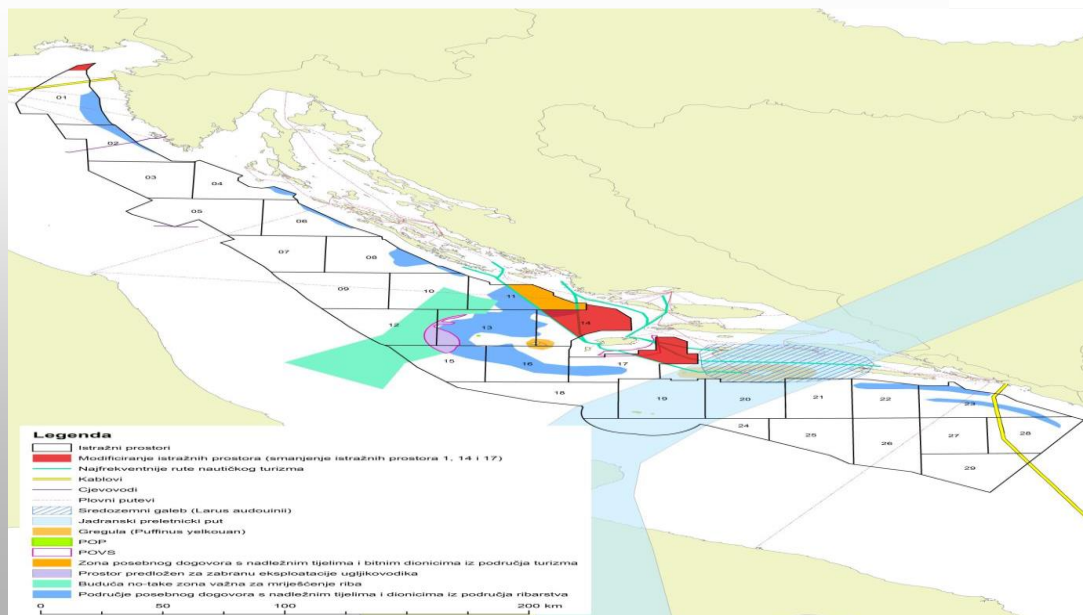 01
02
03
04
05
06
07
08
09
10
11
12
13
14
15
16
17
18
19
20
21
22
23
24
25
26
27
28
29
Legenda
Istražni prostori
Modificiranje istražnih prostora (smanjenje istražnih prostora 1, 14 i 17)
Najfrekventnije rute nautičkog turizma
Kablovi
Cjevovodi
Plovni putevi
Sredozemni galeb (Larus audouinii)
Jadranski preletnicki put
Gregula (Puffinus yelkouan)
POP
POVS
Zona posebnog dogovora s nadležnim tijelima i bitnim dionicima iz područja turizma
Prostor predložen za zabranu eksploatacije ugljikovodika
Buduća no-take zona važna za mriješćenje riba
Područje posebnog dogovora s nadležnim tijelima i dionicima iz područja ribarstva
0 50 100 200 km